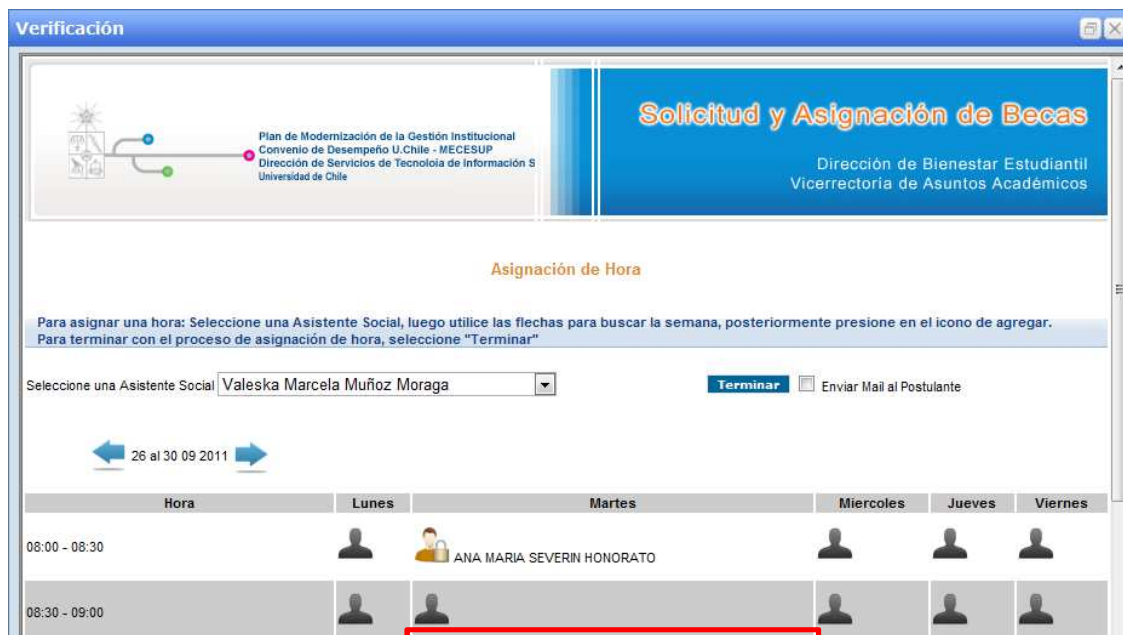 Verificación
Plan de Modernización de la Gestión Institucional
Convenio de Desempeño U.Chile - MECESUP
Dirección de Servicios de Tecnoloia de Información S
Universidad de Chile
Solicitud y Asignación de Becas
Dirección de Bienestar Estudiantil
Vicerrectoría de Asuntos Académicos
Asignación de Hora
Para asignar una hora: Seleccione una Asistente Social, luego utilice las flechas para buscar la semana, posteriormente presione en el icono de agregar.
Para terminar con el proceso de asignación de hora, seleccione "Terminar"
Seleccione una Asistente Social Valeska Marcela Muñoz Moraga Terminar Enviar Mail al Postulante
26 al 30 09 2011
Hora Lunes Martes Miercoles Jueves Viernes
08:00 - 08:30 ANA MARIA SEVERIN HONORATO
08:30 - 09:00